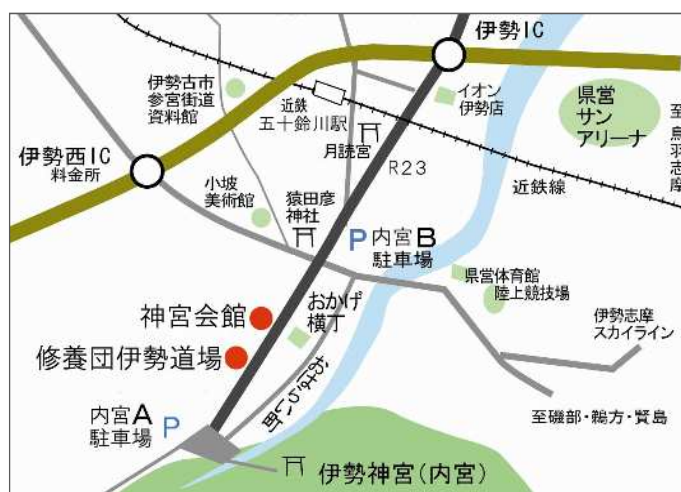 伊勢IC
伊勢古市
参宮街道
資料館
近鉄
五十鈴川駅
イオン
伊勢店
県営
サン
アリーナ
至
鳥羽志摩
月読宮
R23
伊勢西IC
料金所
近鉄線
小坂
美術館
猿田彦
神社
P 内宮B
駐車場
県営体育館
陸上競技場
おかげ
横丁
神宮会館
伊勢志摩
スカイライン
修養団伊勢道場
おはらい町
内宮A
駐車場
P
至磯部・鵜方・賢島
伊勢神宮(内宮)